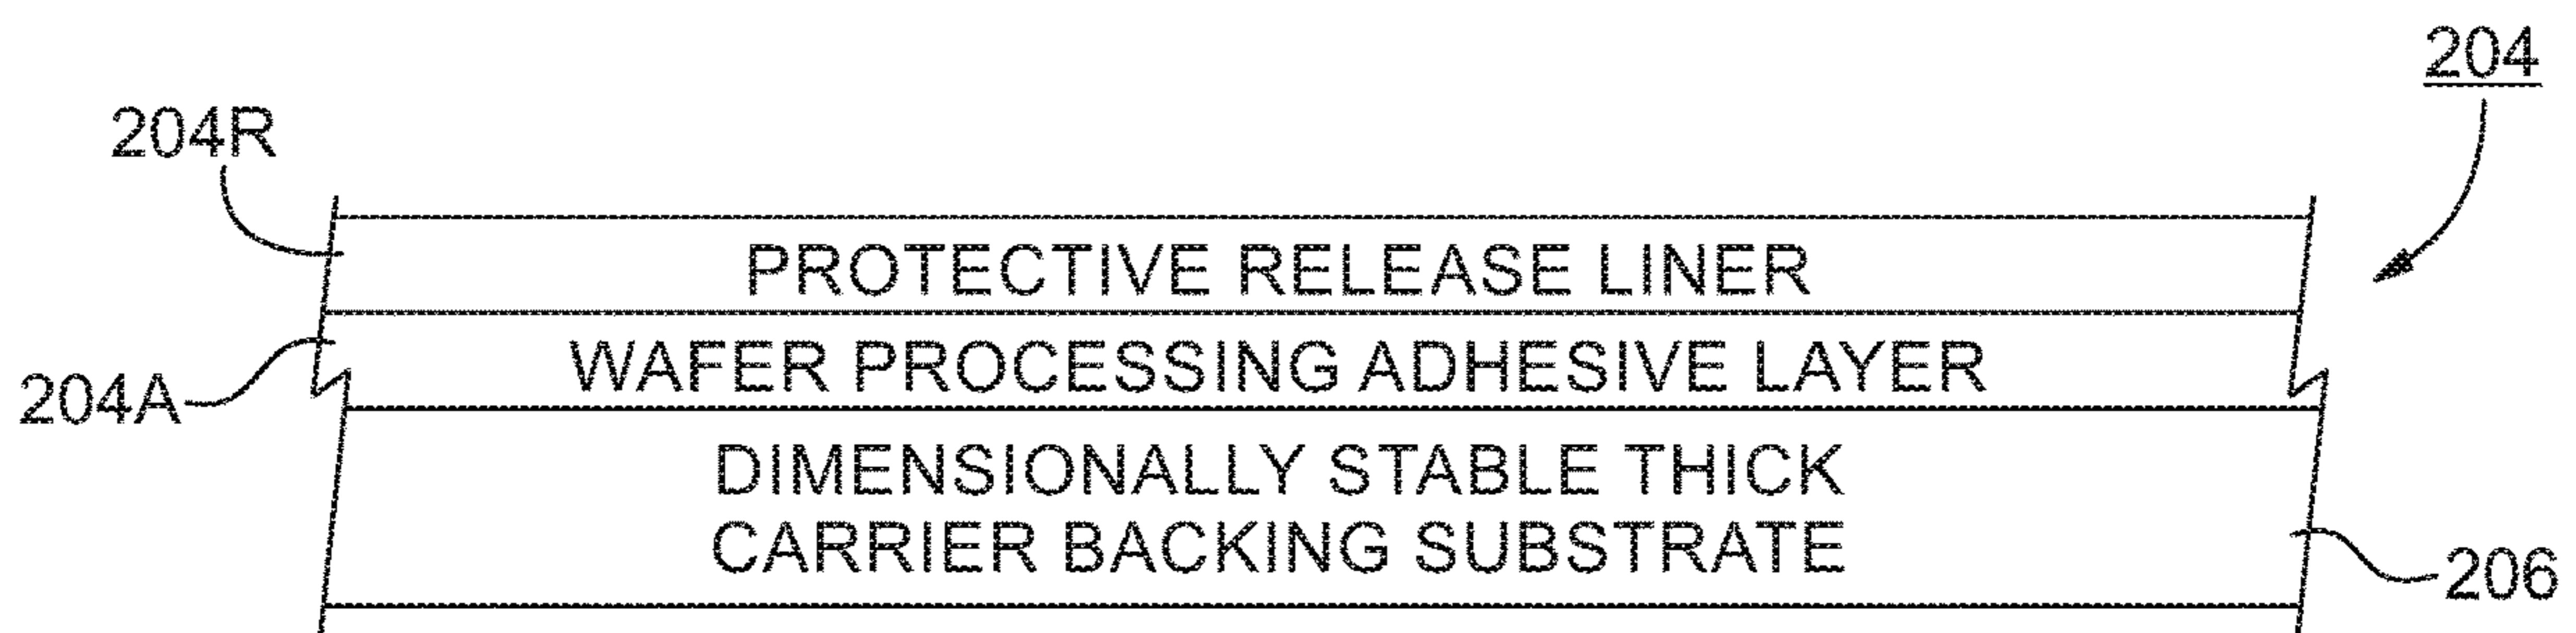 204
204R
PROTECTIVE RELEASE LINER
WAFER PROCESSING ADHESIVE LAYER
204A
DIMENSIONALLY STABLE THICK
CARRIER BACKING SUBSTRATE
206